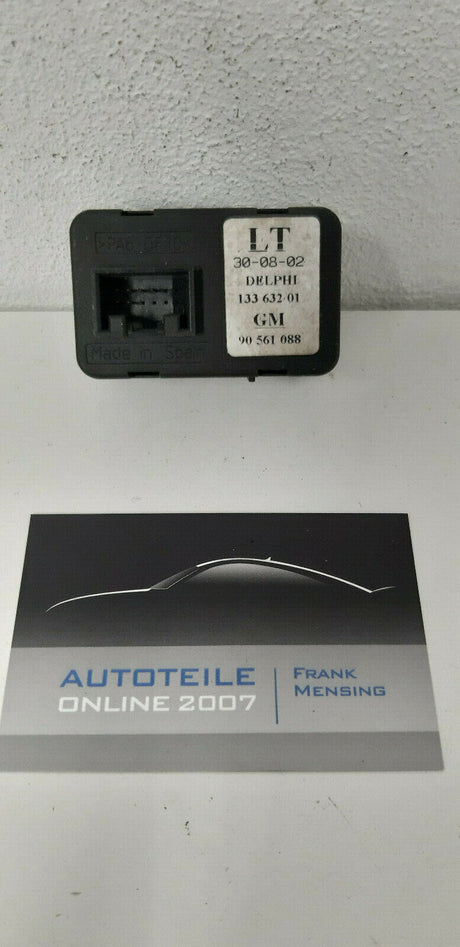 LT
30-08-02
DELPHI
133 632 01
GM
90 561 088
Made in Spain
AUTOTEILE
ONLINE 2007
FRANK
MENSING